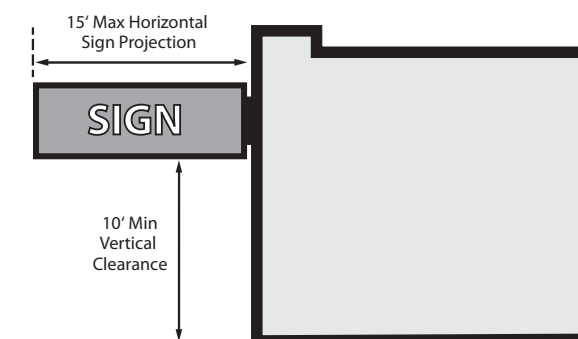 15‘ Max Horizontal
Sign Projection
SIGN
10‘ Min
Vertical
Clearance